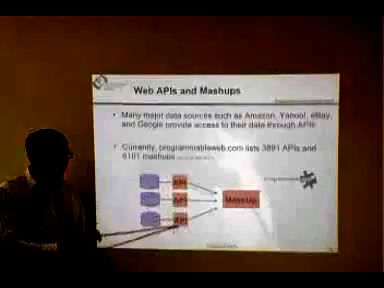 Web APIs and Mashups
Many major data sources such as Amazon, Yahoo!, eBay,
and Google provide access to their data through APIs
Currently, programmableweb.com lists 3891 APIs and
6101 mashups
API
API
API
MashUp
programmable